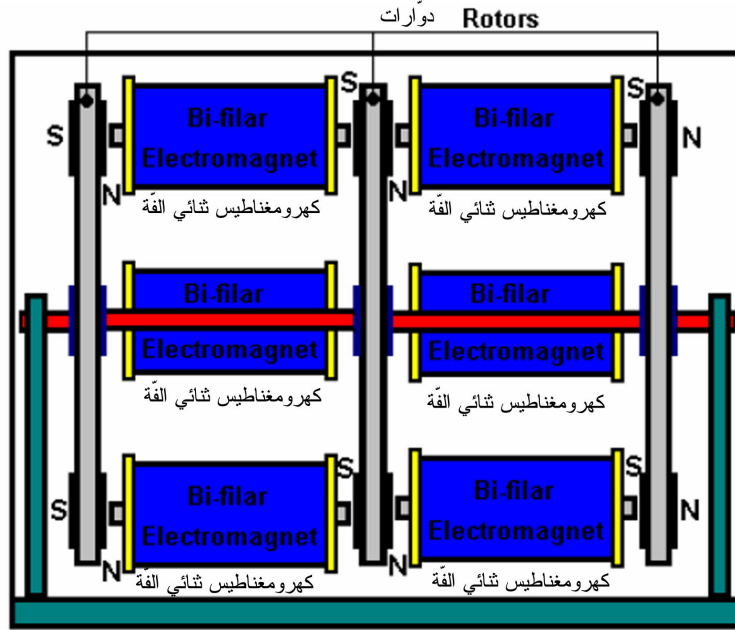 دوّارات Rotors
S S
Bi-filar Bi-filar
S Electromagnet Electromagnet N
N N
كهرومغناطيس ثنائي الفّة كهرومغناطيس ثنائي الفّة
Bi-filar Bi-filar
Electromagnet Electromagnet
كهرومغناطيس ثنائي الفّة كهرومغناطيس ثنائي الفّة
S S
Bi-filar Bi-filar
S Electromagnet Electromagnet N
N N
كهرومغناطيس ثنائي الفّة كهرومغناطيس ثنائي الفّة